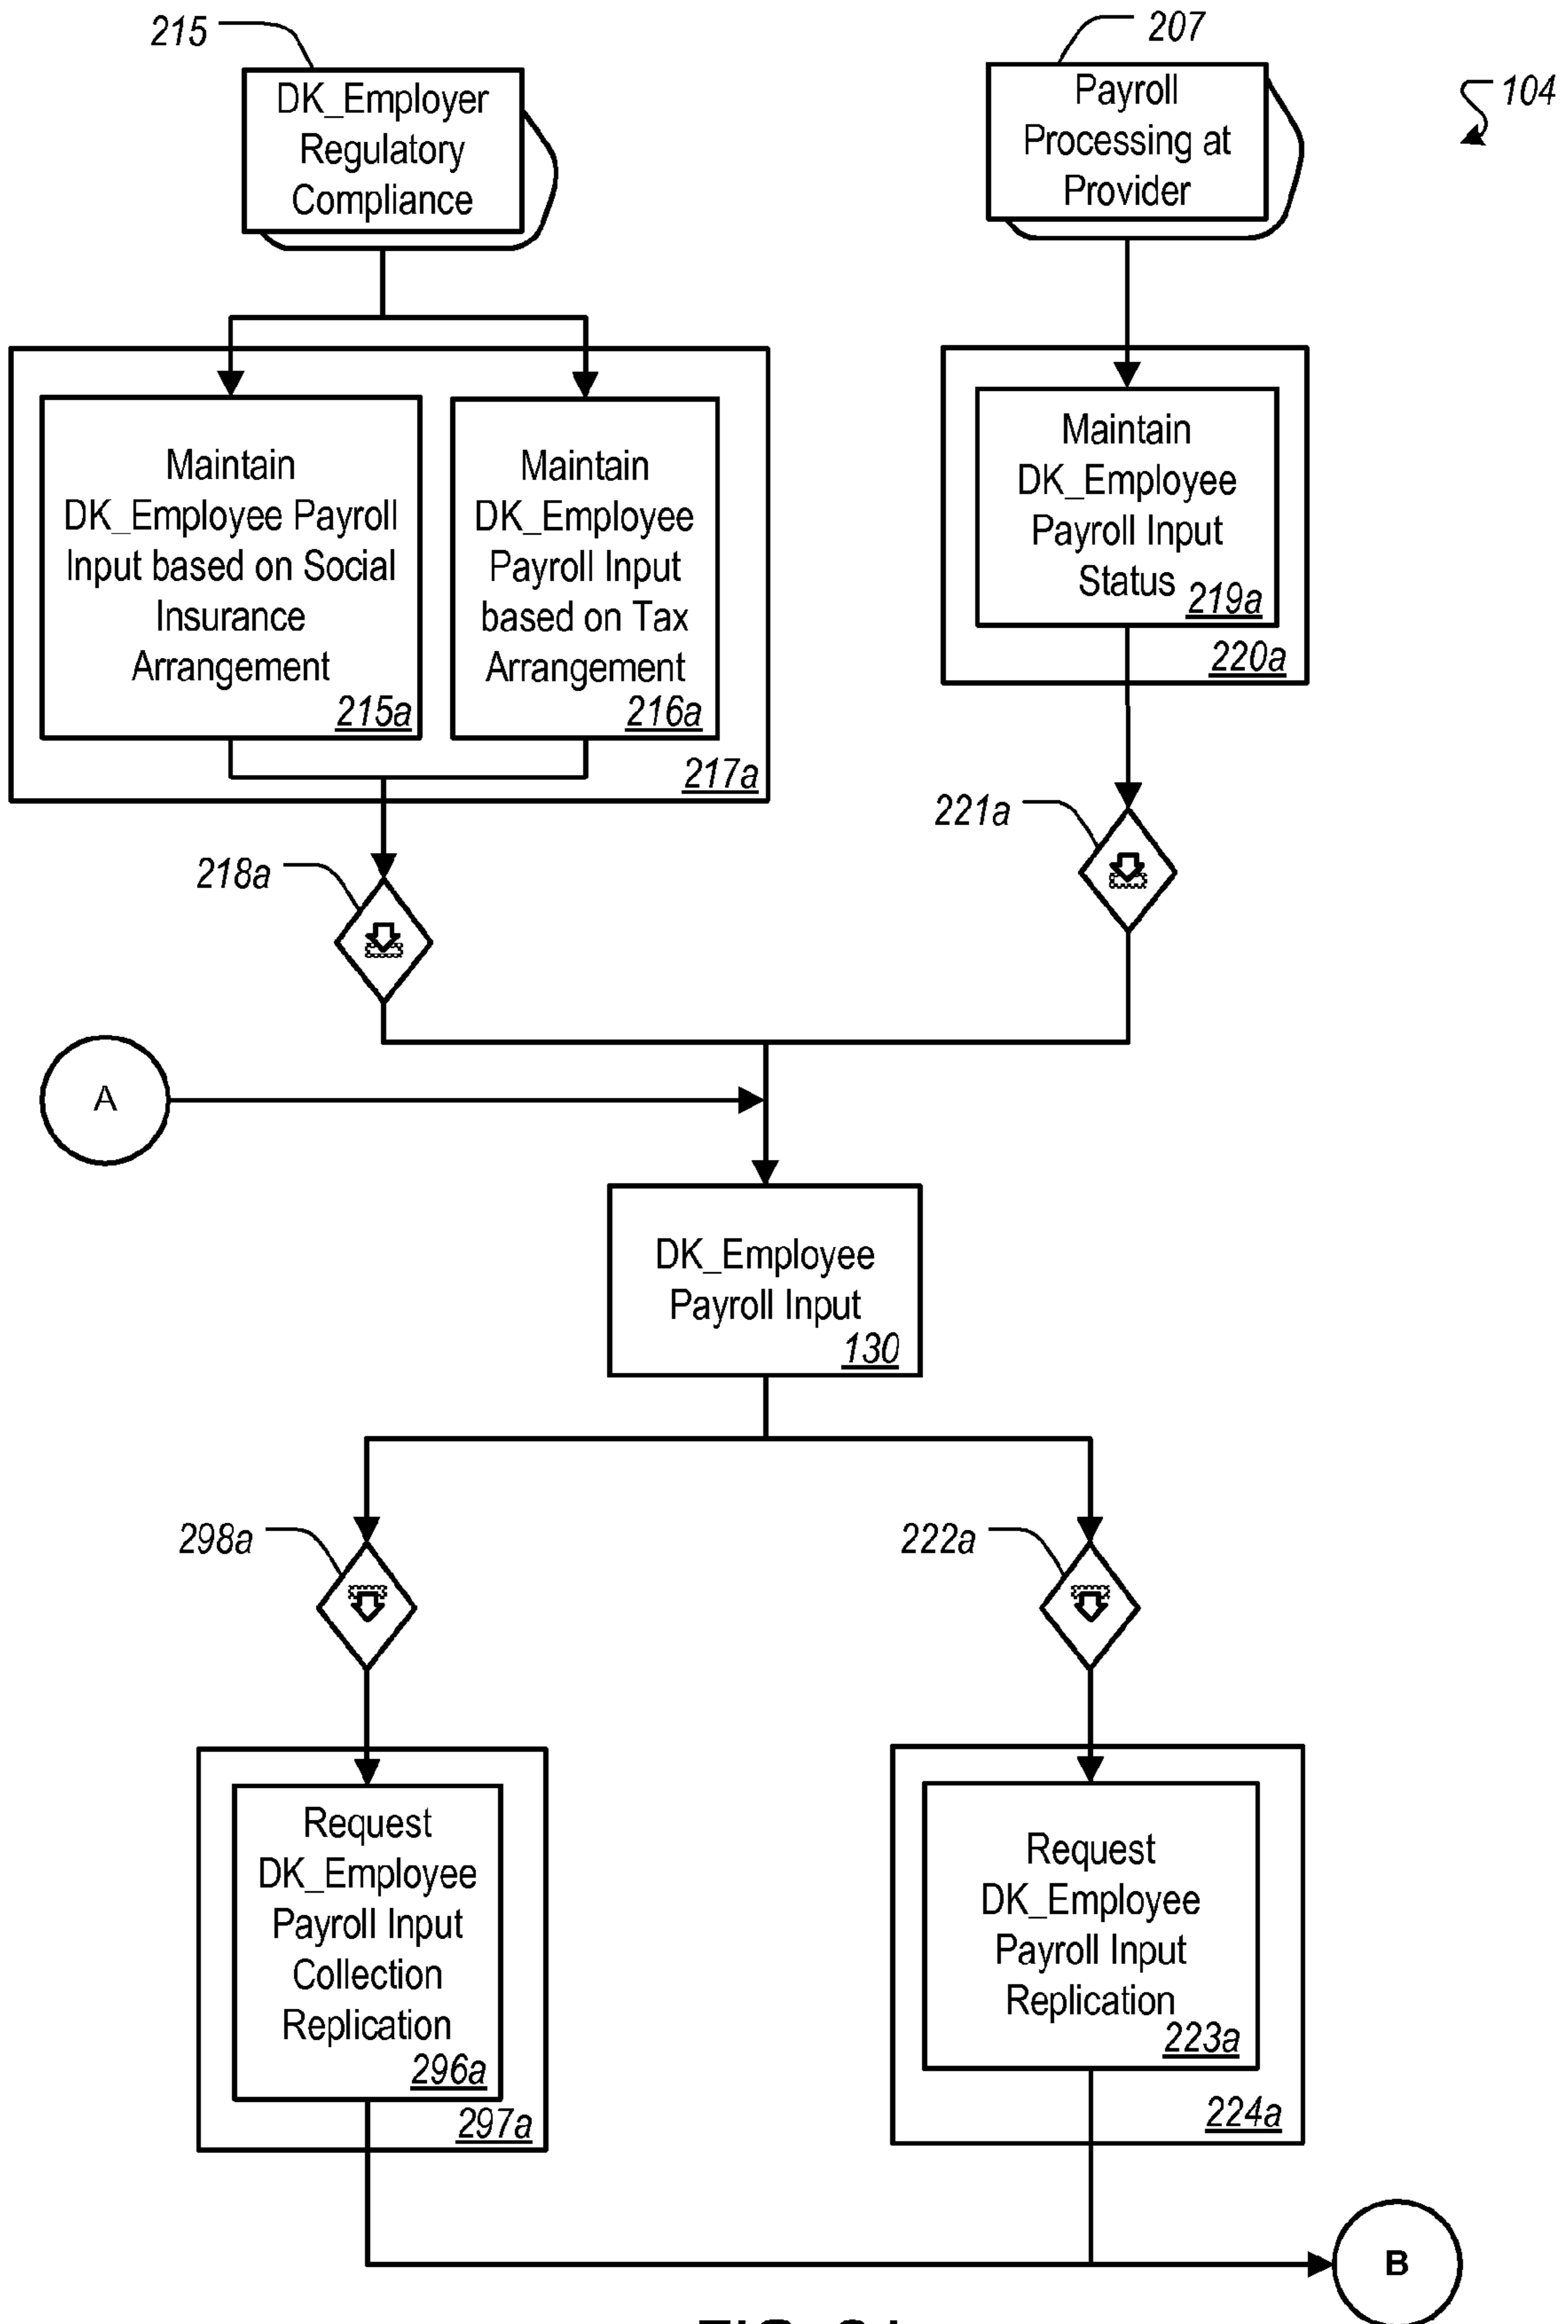 215
207
104
DK_Employer
Regulatory
Compliance
Payroll
Processing at
Provider
Maintain
DK_Employee Payroll
Input based on Social
Insurance
Arrangement
215a
Maintain
DK_Employee
Payroll Input
based on Tax
Arrangement
216a
217a
Maintain
DK_Employee
Payroll Input
Status
219a
220a
218a
221a
A
DK_Employee
Payroll Input
130
298a
222a
Request
DK_Employee
Payroll Input
Collection
Replication
296a
297a
Request
DK_Employee
Payroll Input
Replication
223a
224a
B